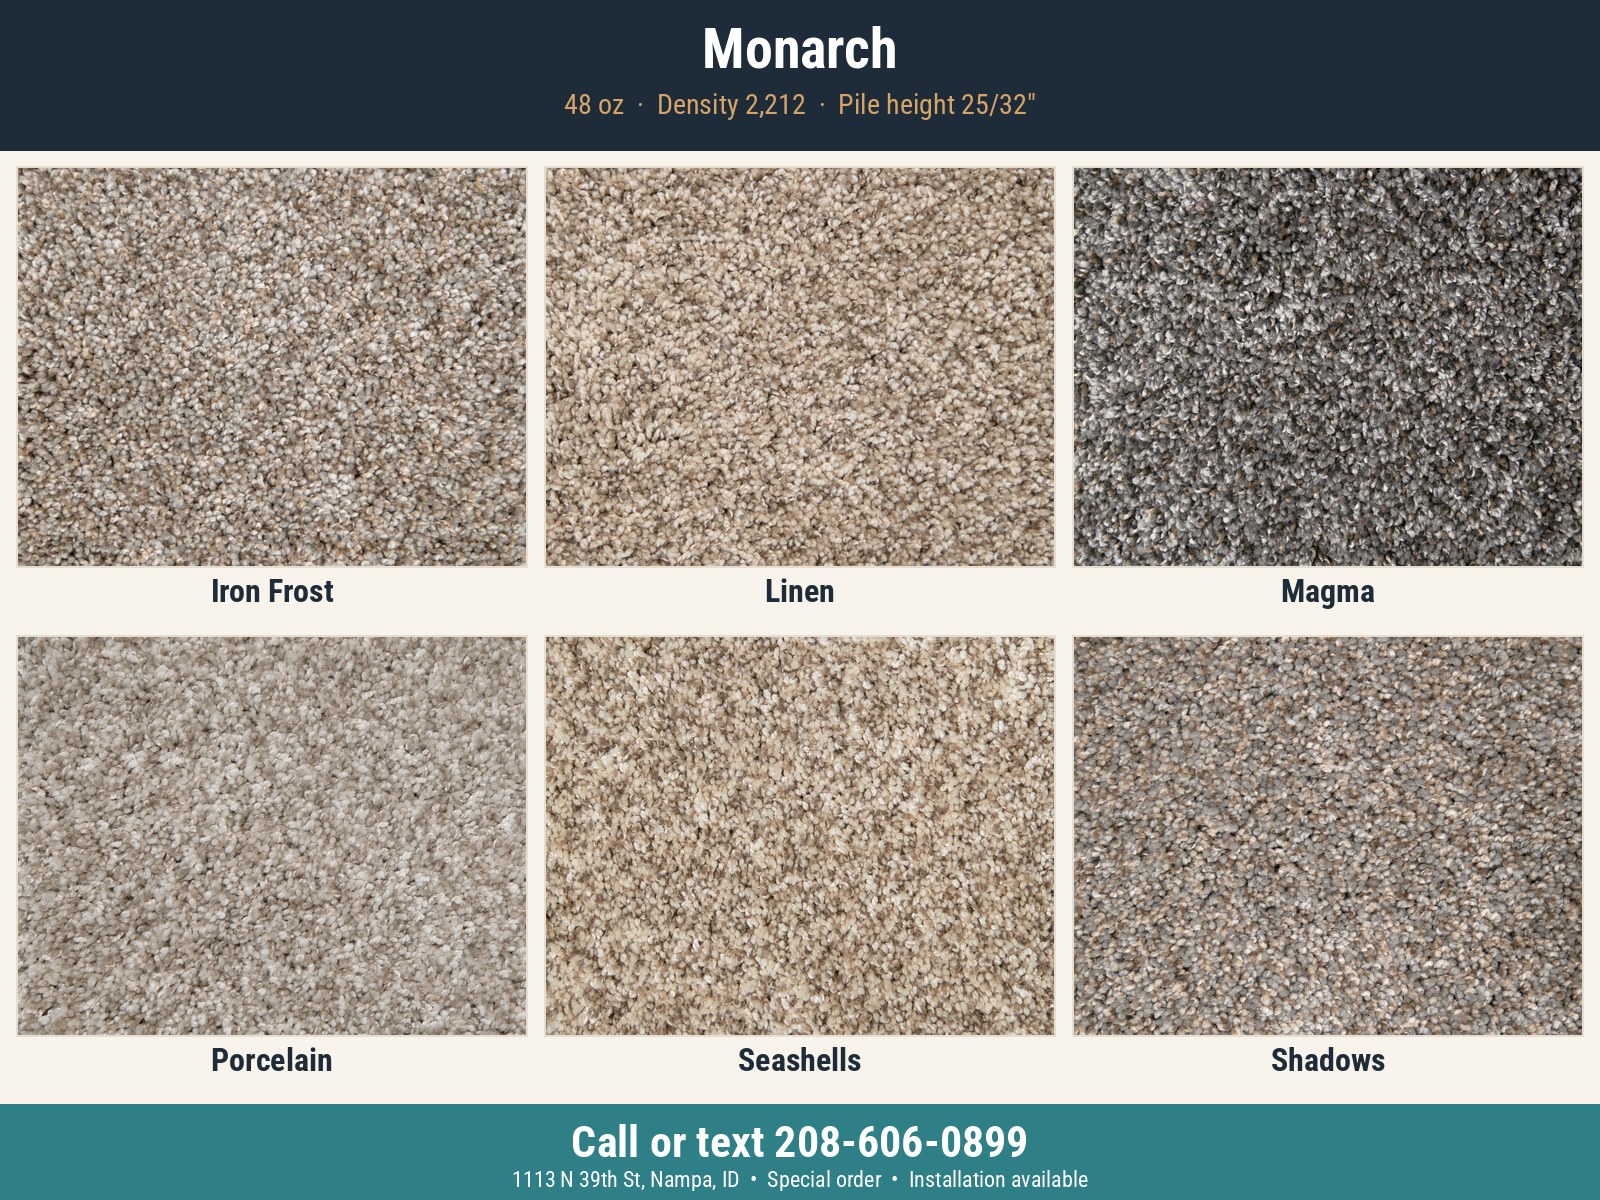 Monarch
48 oz · Density 2,212 · Pile height 25/32"
Iron Frost
Linen
Magma
Porcelain
Seashells
Shadows
Call or text 208-606-0899
1113 N 39th St, Nampa, ID • Special order • Installation available